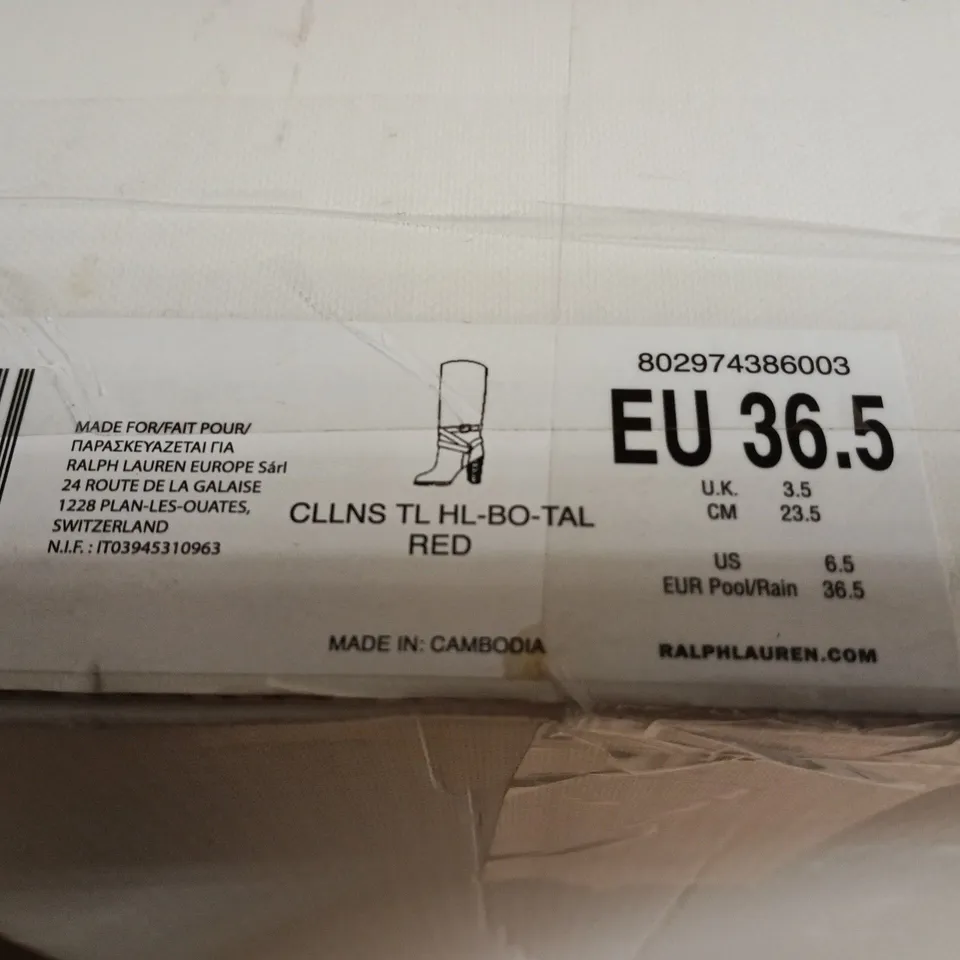 MADE FOR/FAIT POUR/
ΠΑΡΑΣΚΕΥΑΖΕΤΑΙ ΓΙΑ
RALPH LAUREN EUROPE Sárl
24 ROUTE DE LA GALAISE
1228 PLAN-LES-OUATES,
SWITZERLAND
N.I.F. : IT03945310963
CLLNS TL HL-BO-TAL
RED
MADE IN: CAMBODIA
802974386003
EU 36.5
U.K. 3.5
CM 23.5
US 6.5
EUR Pool/Rain 36.5
RALPHLAUREN.COM